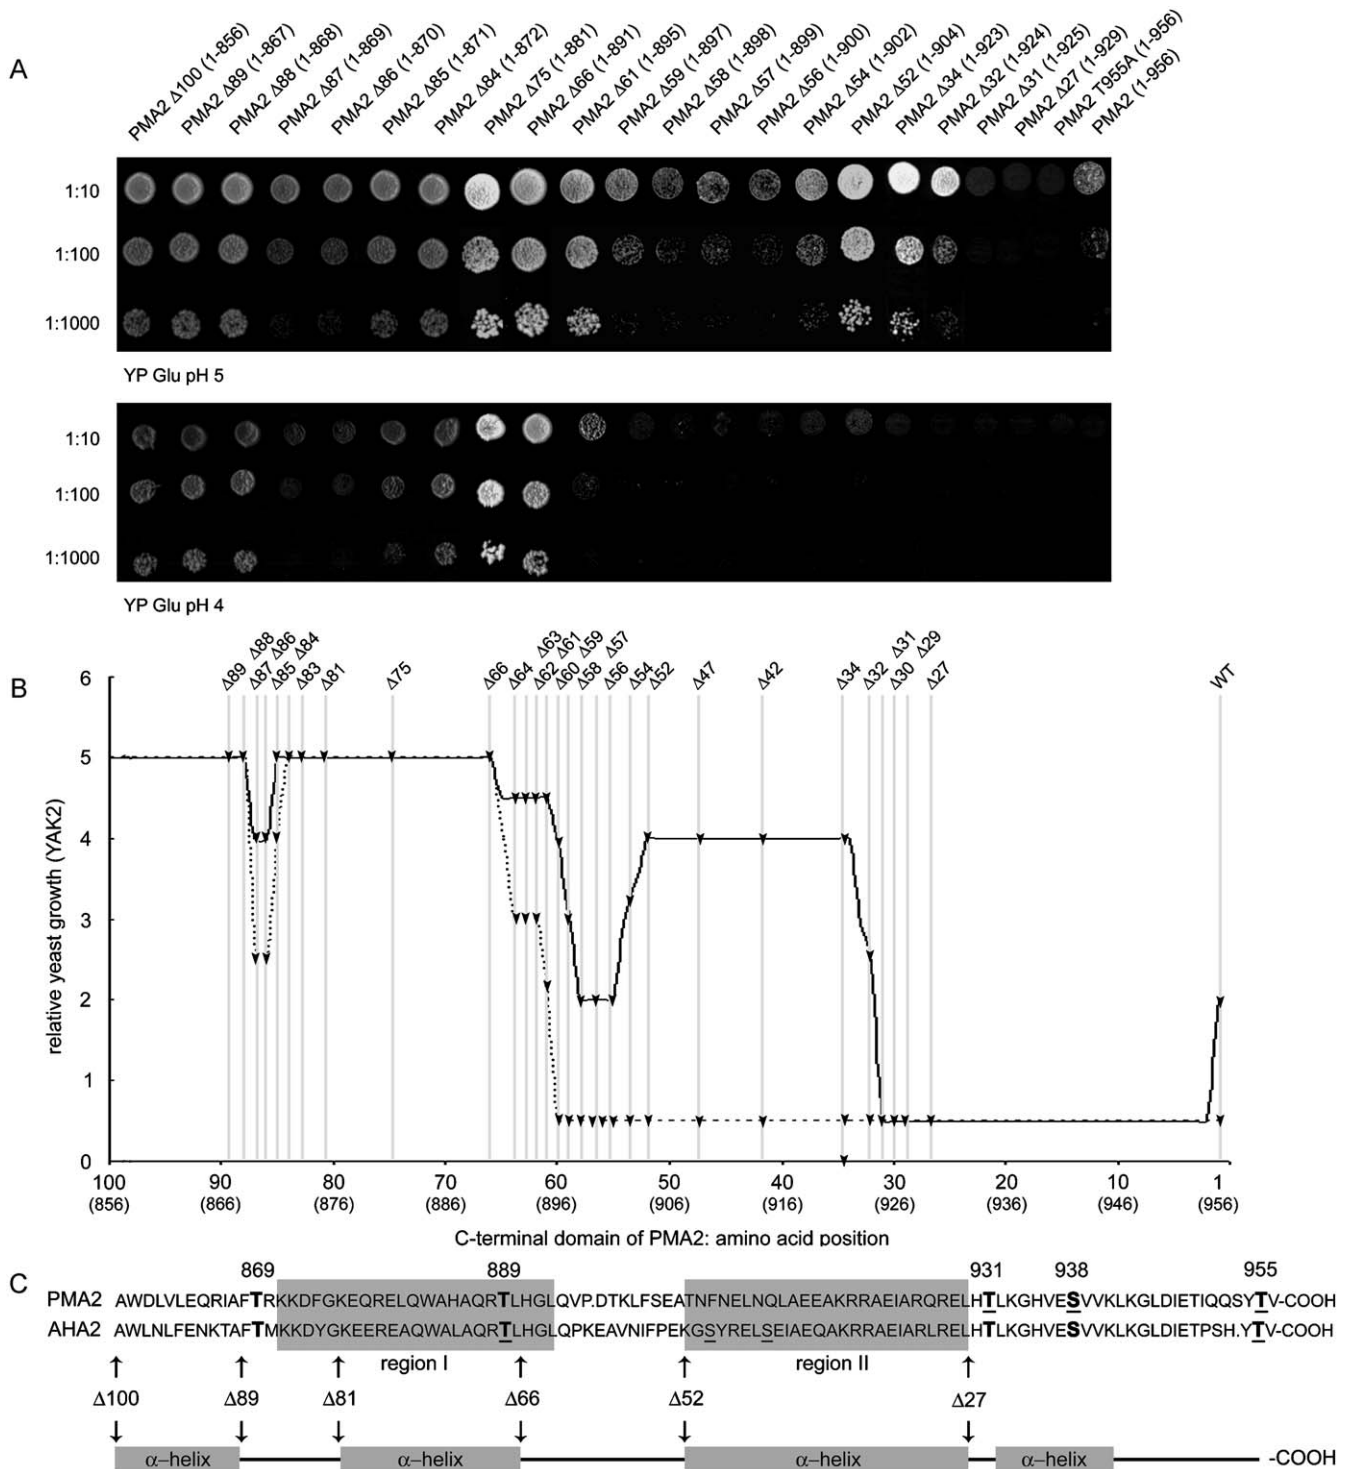 A
PMA2 Δ100 (1-856)
PMA2 Δ89 (1-867)
PMA2 Δ88 (1-868)
PMA2 Δ87 (1-869)
PMA2 Δ86 (1-870)
PMA2 Δ85 (1-871)
PMA2 Δ84 (1-872)
PMA2 Δ75 (1-881)
PMA2 Δ66 (1-891)
PMA2 Δ61 (1-895)
PMA2 Δ59 (1-897)
PMA2 Δ58 (1-898)
PMA2 Δ57 (1-899)
PMA2 Δ56 (1-900)
PMA2 Δ54 (1-902)
PMA2 Δ52 (1-904)
PMA2 Δ34 (1-923)
PMA2 Δ32 (1-924)
PMA2 Δ31 (1-925)
PMA2 Δ27 (1-929)
PMA2 T955A (1-956)
PMA2 (1-956)
1:10
1:100
1:1000
YP Glu pH 5
1:10
1:100
1:1000
YP Glu pH 4
B
Δ88 Δ63 Δ31
Δ86 Δ61 Δ59 Δ57 Δ29
Δ84
Δ89 Δ87 Δ85 Δ83 Δ81 Δ75 Δ66 Δ64 Δ62 Δ60 Δ58 Δ56 Δ54 Δ52 Δ47 Δ42 Δ34 Δ32 Δ30 Δ27 WT
relative yeast growth (YAK2)
6
5
4
3
2
1
0
100 90 80 70 60 50 40 30 20 10 1
(856) (866) (876) (886) (896) (906) (916) (926) (936) (946) (956)
C-terminal domain of PMA2: amino acid position
C
869 889 931 938 955
PMA2 AWDLVLEQRIAFTRKKDFGKEQRELQWAHAQRTLHGLQVP.DTKLFSEATNFNELNQLAEEAKRRAEIARQRELHTLKGHVESVVKLKGLDIETIQQSYTV-COOH
AHA2 AWLNLFENKTAFTMKKDYGKEEREAQWALAQRTLHGLQPKEAVNIFPEKGSYRELSEIAEQAKRRAEIARLRELHTLKGHVESVVKLKGLDIETPSH.YTV-COOH
region I region II
Δ100 Δ89 Δ81 Δ66 Δ52 Δ27
α–helix α–helix α–helix α–helix -COOH